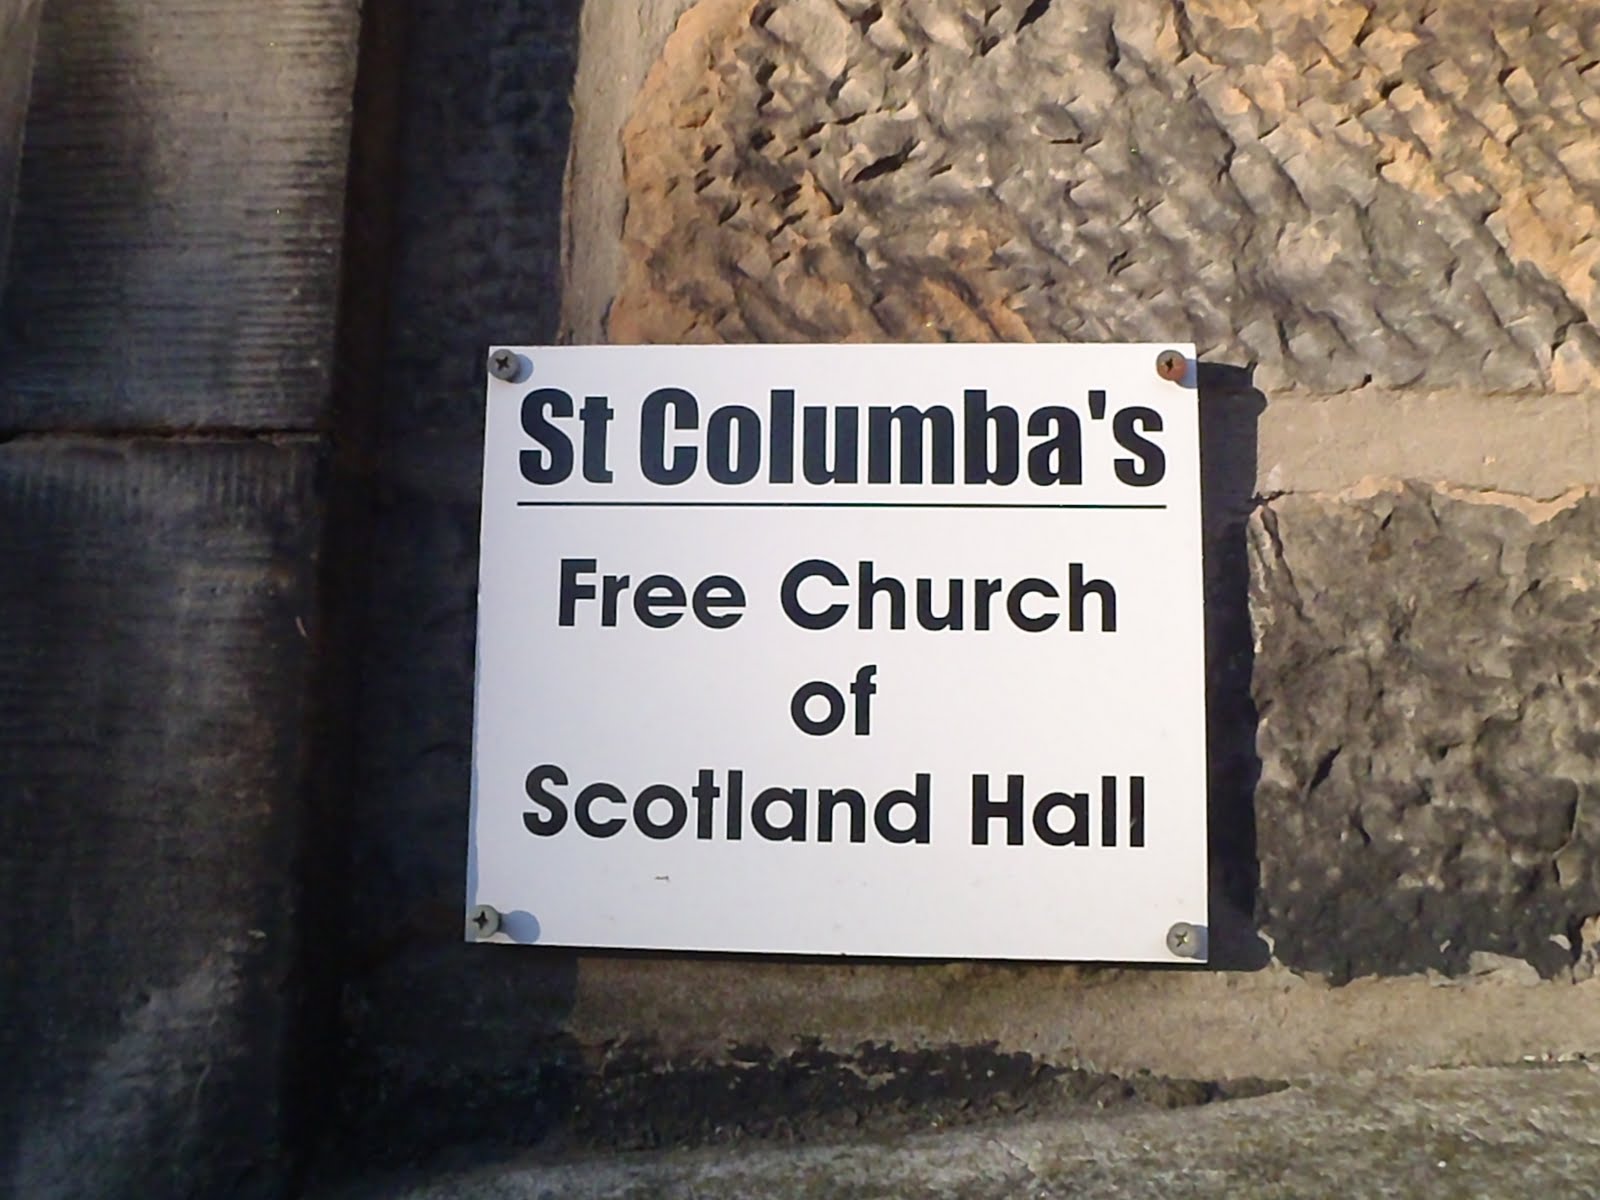 St Columba's
Free Church
of
Scotland Hall